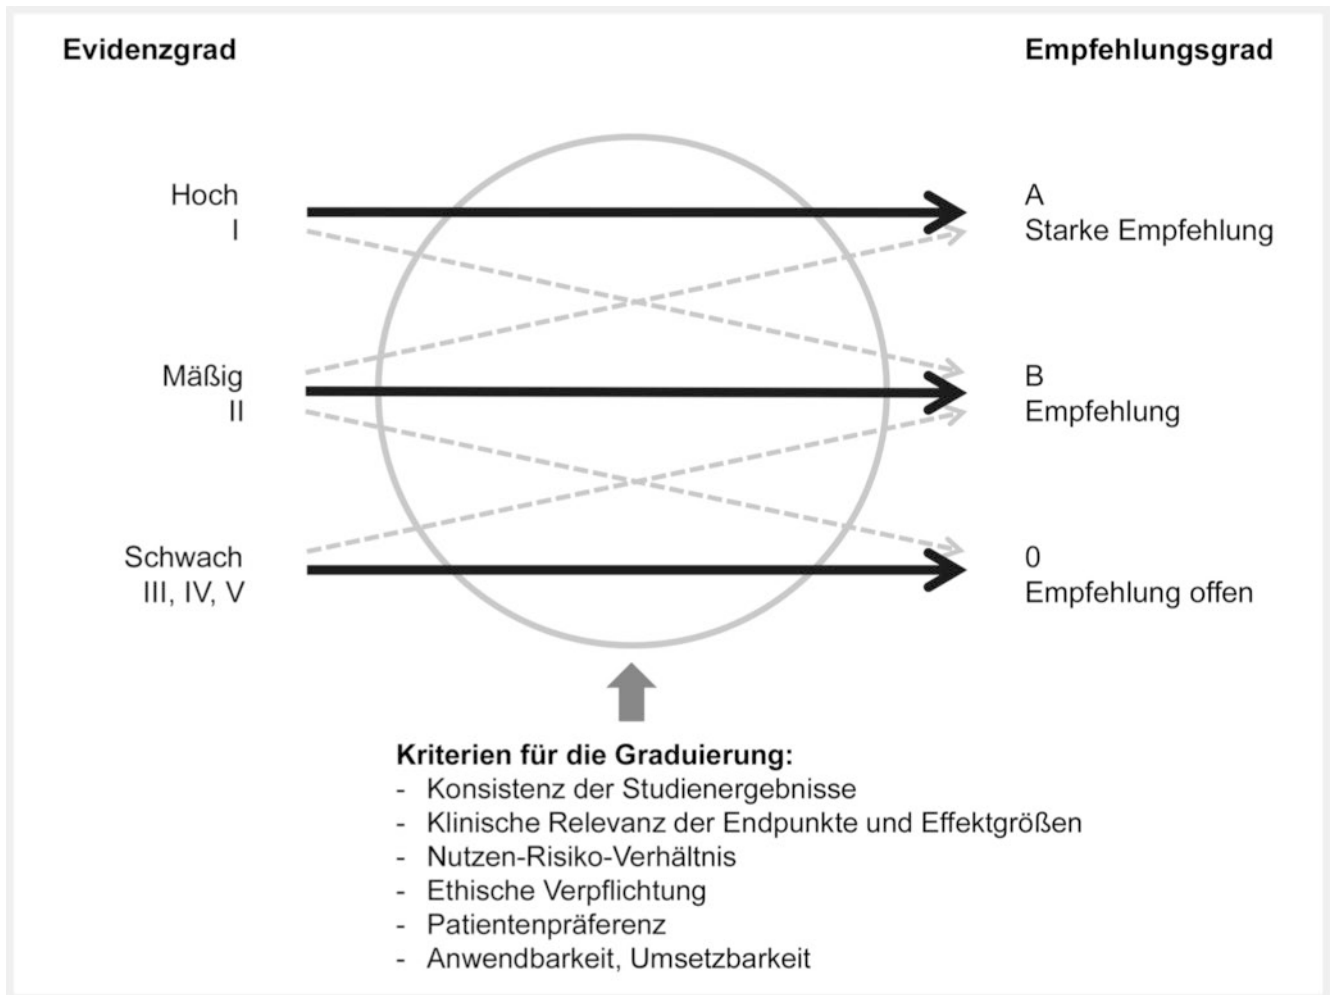 Evidenzgrad
Empfehlungsgrad
Hoch
I
A
Starke Empfehlung
Mäßig
II
B
Empfehlung
Schwach
III, IV, V
0
Empfehlung offen
Kriterien für die Graduierung:
- Konsistenz der Studienergebnisse
- Klinische Relevanz der Endpunkte und Effektgrößen
- Nutzen-Risiko-Verhältnis
- Ethische Verpflichtung
- Patientenpräferenz
- Anwendbarkeit, Umsetzbarkeit